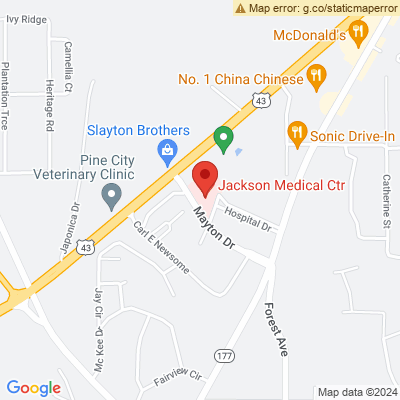 Map error: g.co/staticmaperror
Ivy Ridge
McDonald's
Camellia Ct
Plantation Trce
Heritage Rd
No. 1 China Chinese
43
Slayton Brothers
Sonic Drive-In
Pine City
Veterinary Clinic
Jackson Medical Ctr
Catherine St
Japonica Dr
Hospital Dr
Mayton Dr
43
Carl E Newsome
Mc Kee Dr
Jay Cir
Forest Ave
177
Fairview Cir
Google
Map data ©2024